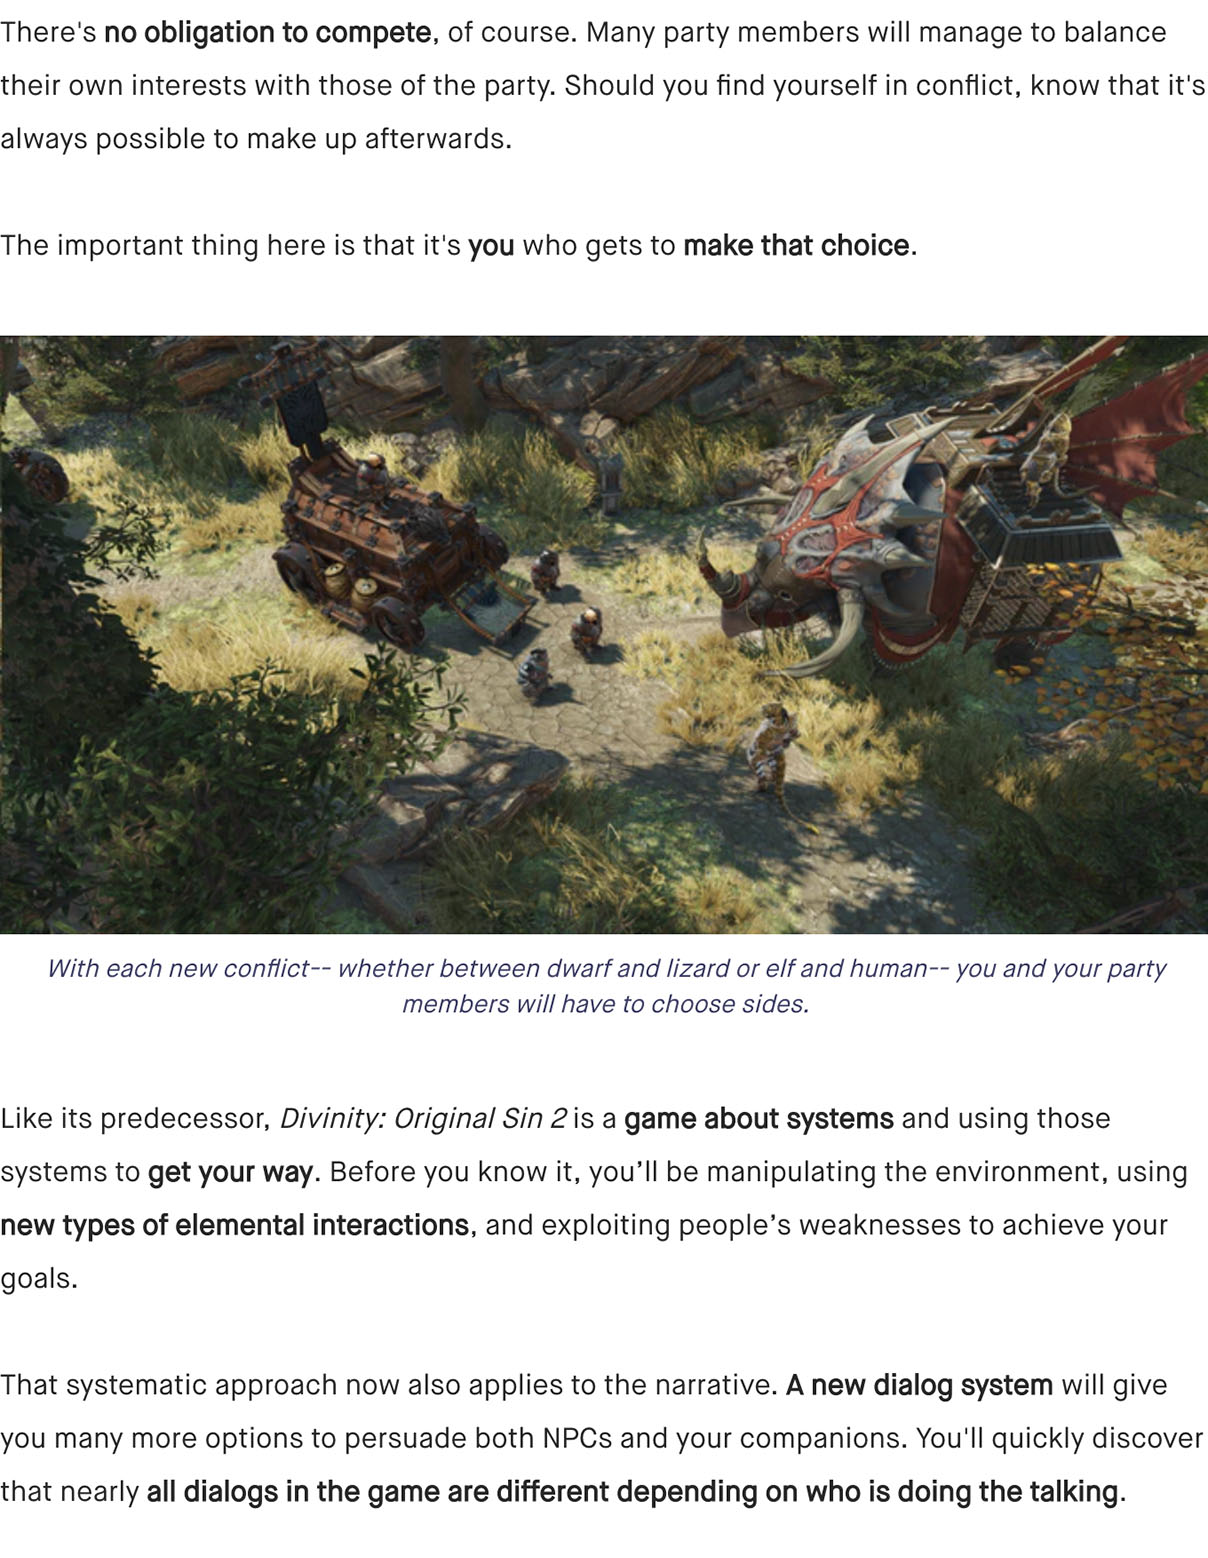 There's no obligation to compete, of course. Many party members will manage to balance
their own interests with those of the party. Should you find yourself in conflict, know that it's
always possible to make up afterwards.
The important thing here is that it's you who gets to make that choice.
With each new conflict-- whether between dwarf and lizard or elf and human-- you and your party
members will have to choose sides.
Like its predecessor, Divinity: Original Sin 2 is a game about systems and using those
systems to get your way. Before you know it, you’ll be manipulating the environment, using
new types of elemental interactions, and exploiting people’s weaknesses to achieve your
goals.
That systematic approach now also applies to the narrative. A new dialog system will give
you many more options to persuade both NPCs and your companions. You'll quickly discover
that nearly all dialogs in the game are different depending on who is doing the talking.